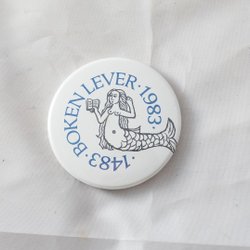 1483 · BOKEN LEVER · 1983 ·